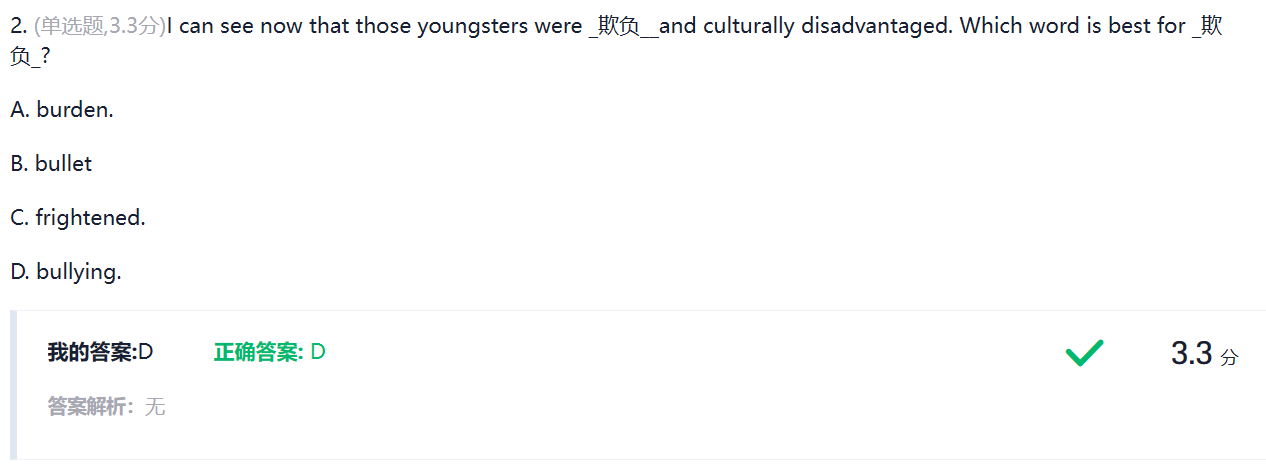 2. (单选题,3.3分)I can see now that those youngsters were _欺负__and culturally disadvantaged. Which word is best for _欺
负_?
A. burden.
B. bullet
C. frightened.
D. bullying.
我的答案:D 正确答案: D 3.3 分
答案解析：无